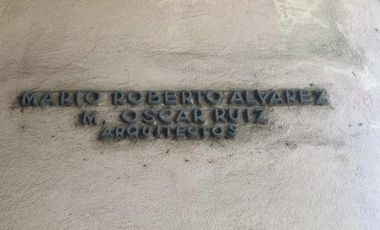 MARIO ROBERTO ALVAREZ
M. OSCAR RUIZ
ARQUITECTOS